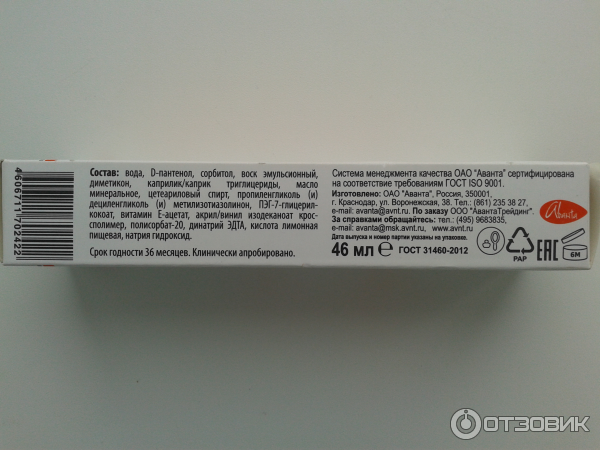 Состав: вода, D-пантенол, сорбитол, воск эмульсионный,
диметикон, каприлик/каприк триглицериды, масло
минеральное, цетеариловый спирт, пропиленгликоль (и)
дециленгликоль (и) метилизотиазолинон, ПЭГ-7-глицерил-
кокоат, витамин Е-ацетат, акрил/винил изодеканоат крос-
сполимер, полисорбат-20, динатрий ЭДТА, кислота лимонная
пищевая, натрия гидроксид.
Срок годности 36 месяцев. Клинически апробировано.
Система менеджмента качества ОАО "Аванта" сертифицирована
на соответствие требованиям ГОСТ ISO 9001.
Изготовлено: ОАО "Аванта", Россия, 350001,
г. Краснодар, ул. Воронежская, 38. Тел.: (861) 235 38 27,
e-mail: avanta@avnt.ru. По заказу ООО "АвантаТрейдинг".
За справками обращайтесь: тел.: (495) 9683835,
e-mail: avanta@msk.avnt.ru, www.avnt.ru
Дата выпуска и номер партии указаны на упаковке.
46 мл ГОСТ 31460-2012
Avanta
PAP
EAC
6M
ОТЗОВИК